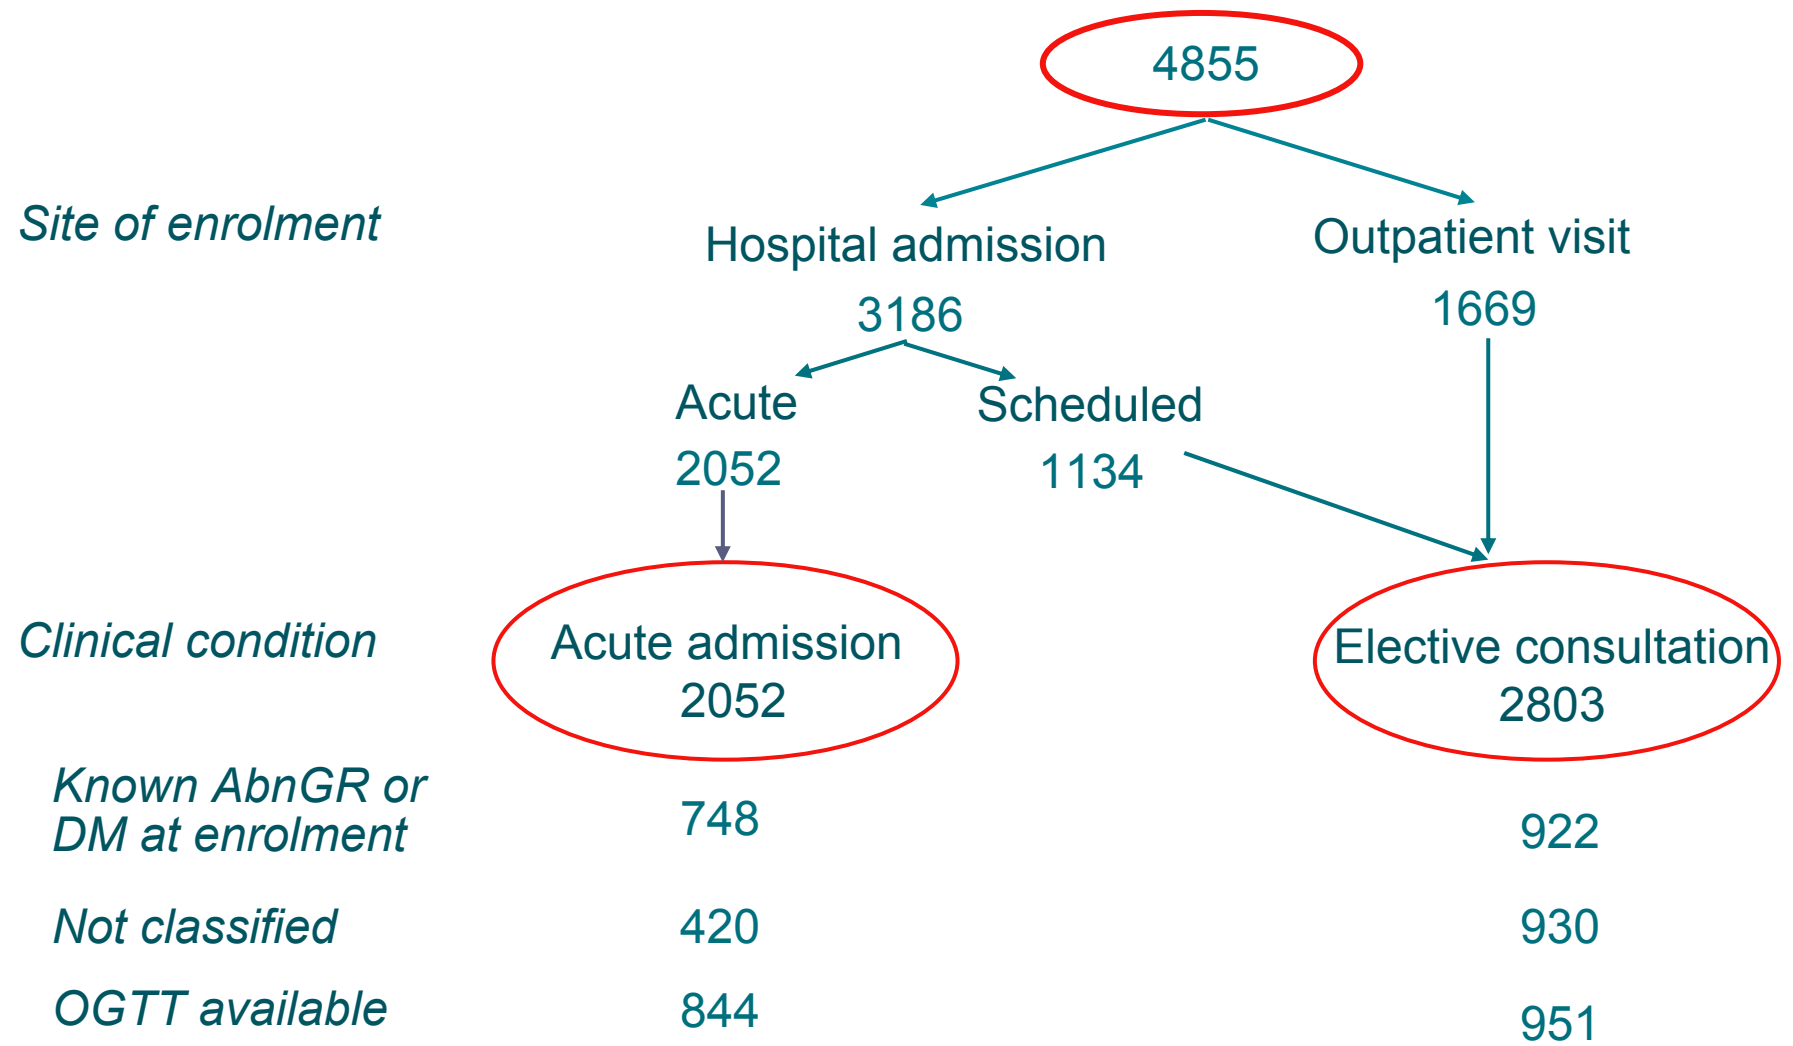 4855
Site of enrolment
Hospital admission
Outpatient visit
3186
1669
Acute
Scheduled
2052
1134
Clinical condition
Acute admission
2052
Elective consultation
2803
Known AbnGR or
DM at enrolment
748
922
Not classified
420
930
OGTT available
844
951